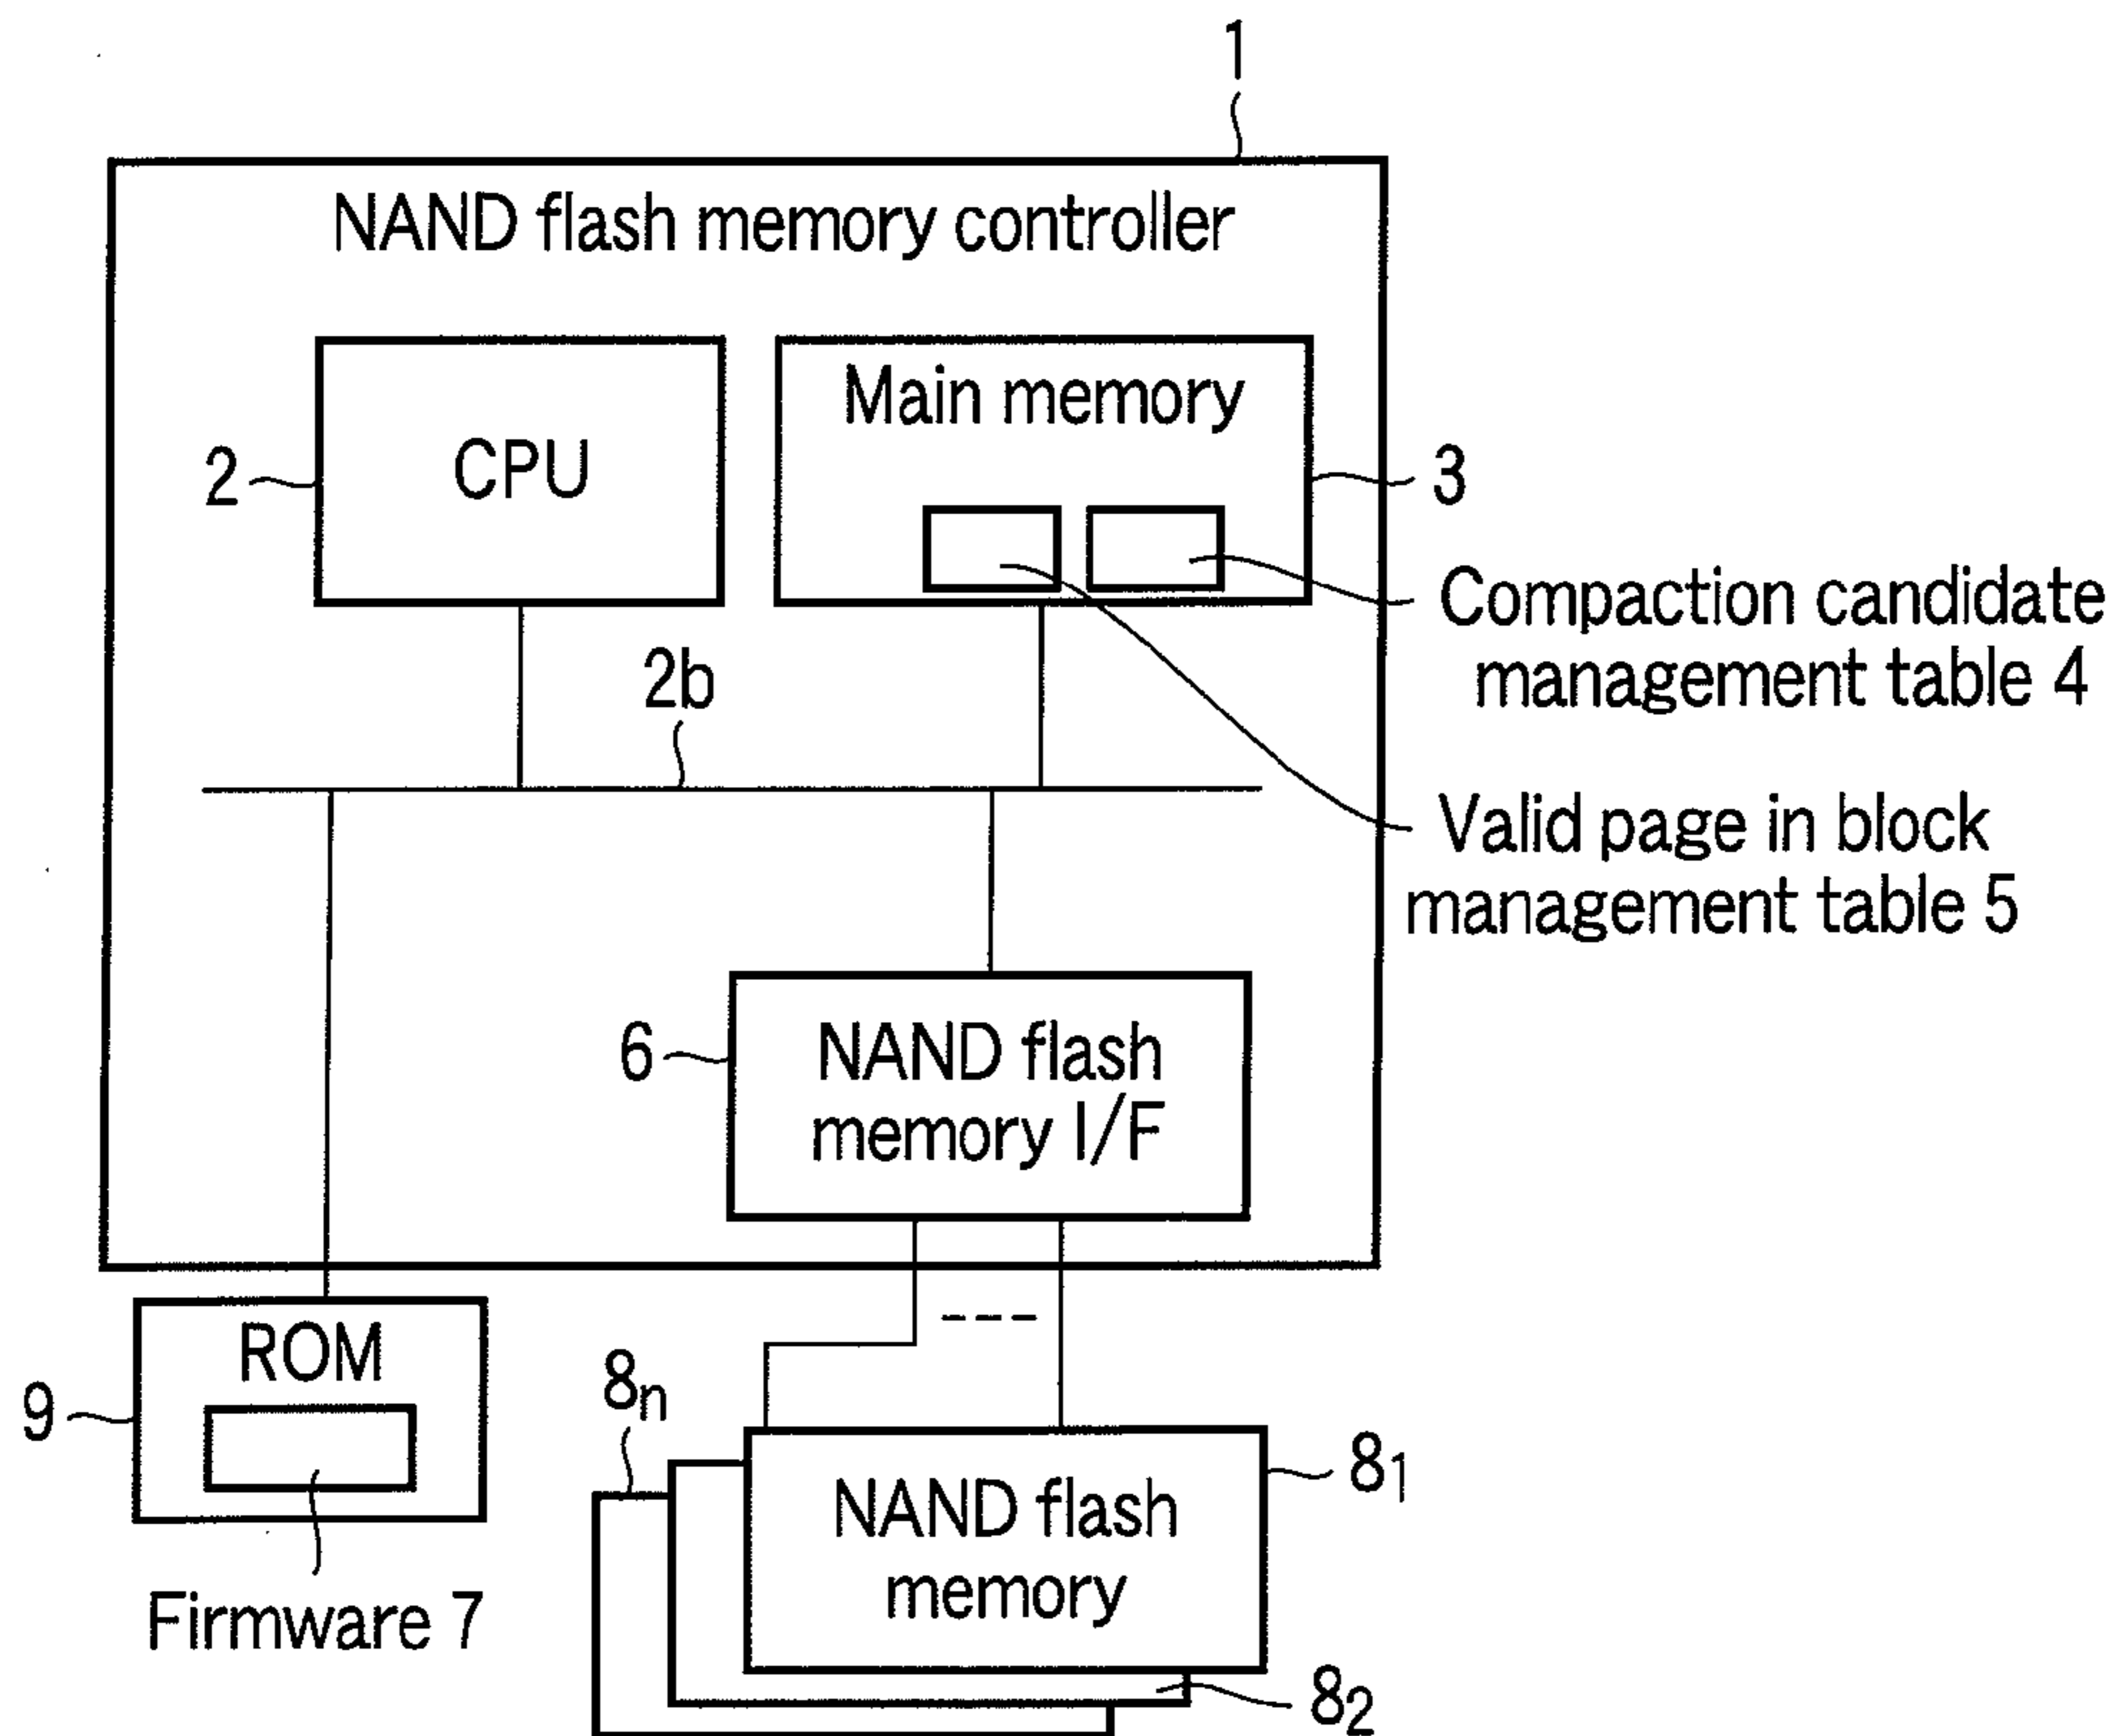 1
NAND flash memory controller
CPU
Main memory
2
3
Compaction candidate
management table 4
2b
Valid page in block
management table 5
6
NAND flash
memory I/F
ROM
9
Firmware 7
8n
NAND flash
memory
81
82